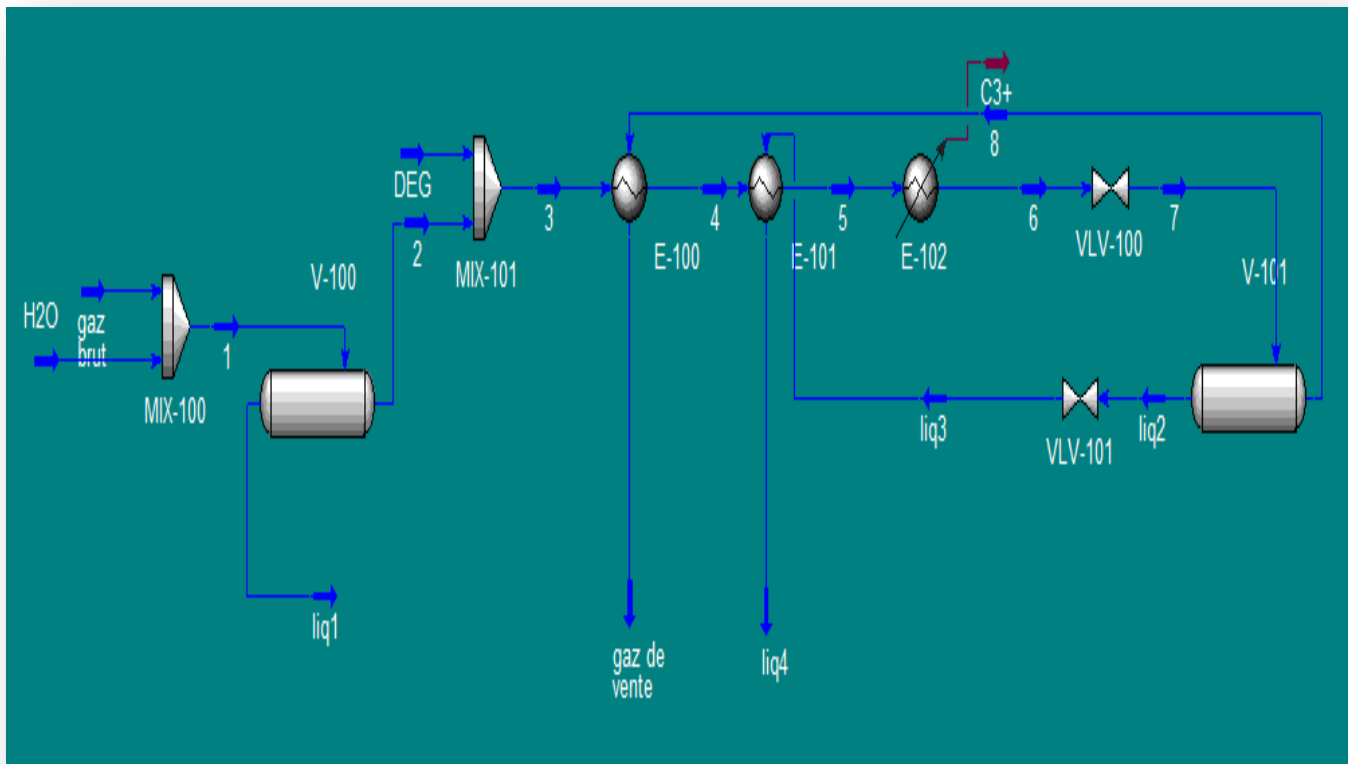 C3+
8
DEG
3
4
5
6
7
2
E-100
E-101
E-102
VLV-100
V-101
V-100
MIX-101
H2O
gaz
brut
1
MIX-100
liq3
liq2
VLV-101
liq1
gaz de
vente
liq4